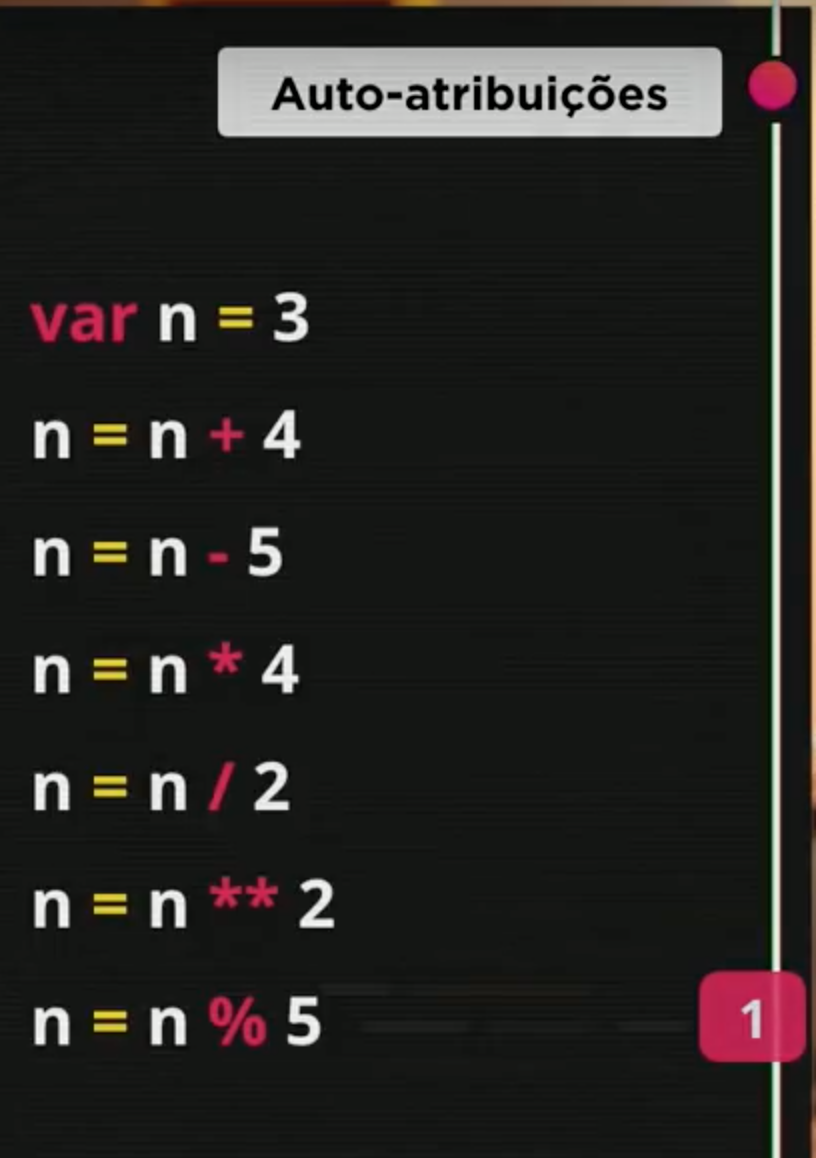 Auto-atribuições
var n = 3
n = n + 4
n = n - 5
n = n * 4
n = n / 2
n = n ** 2
n = n % 5
1